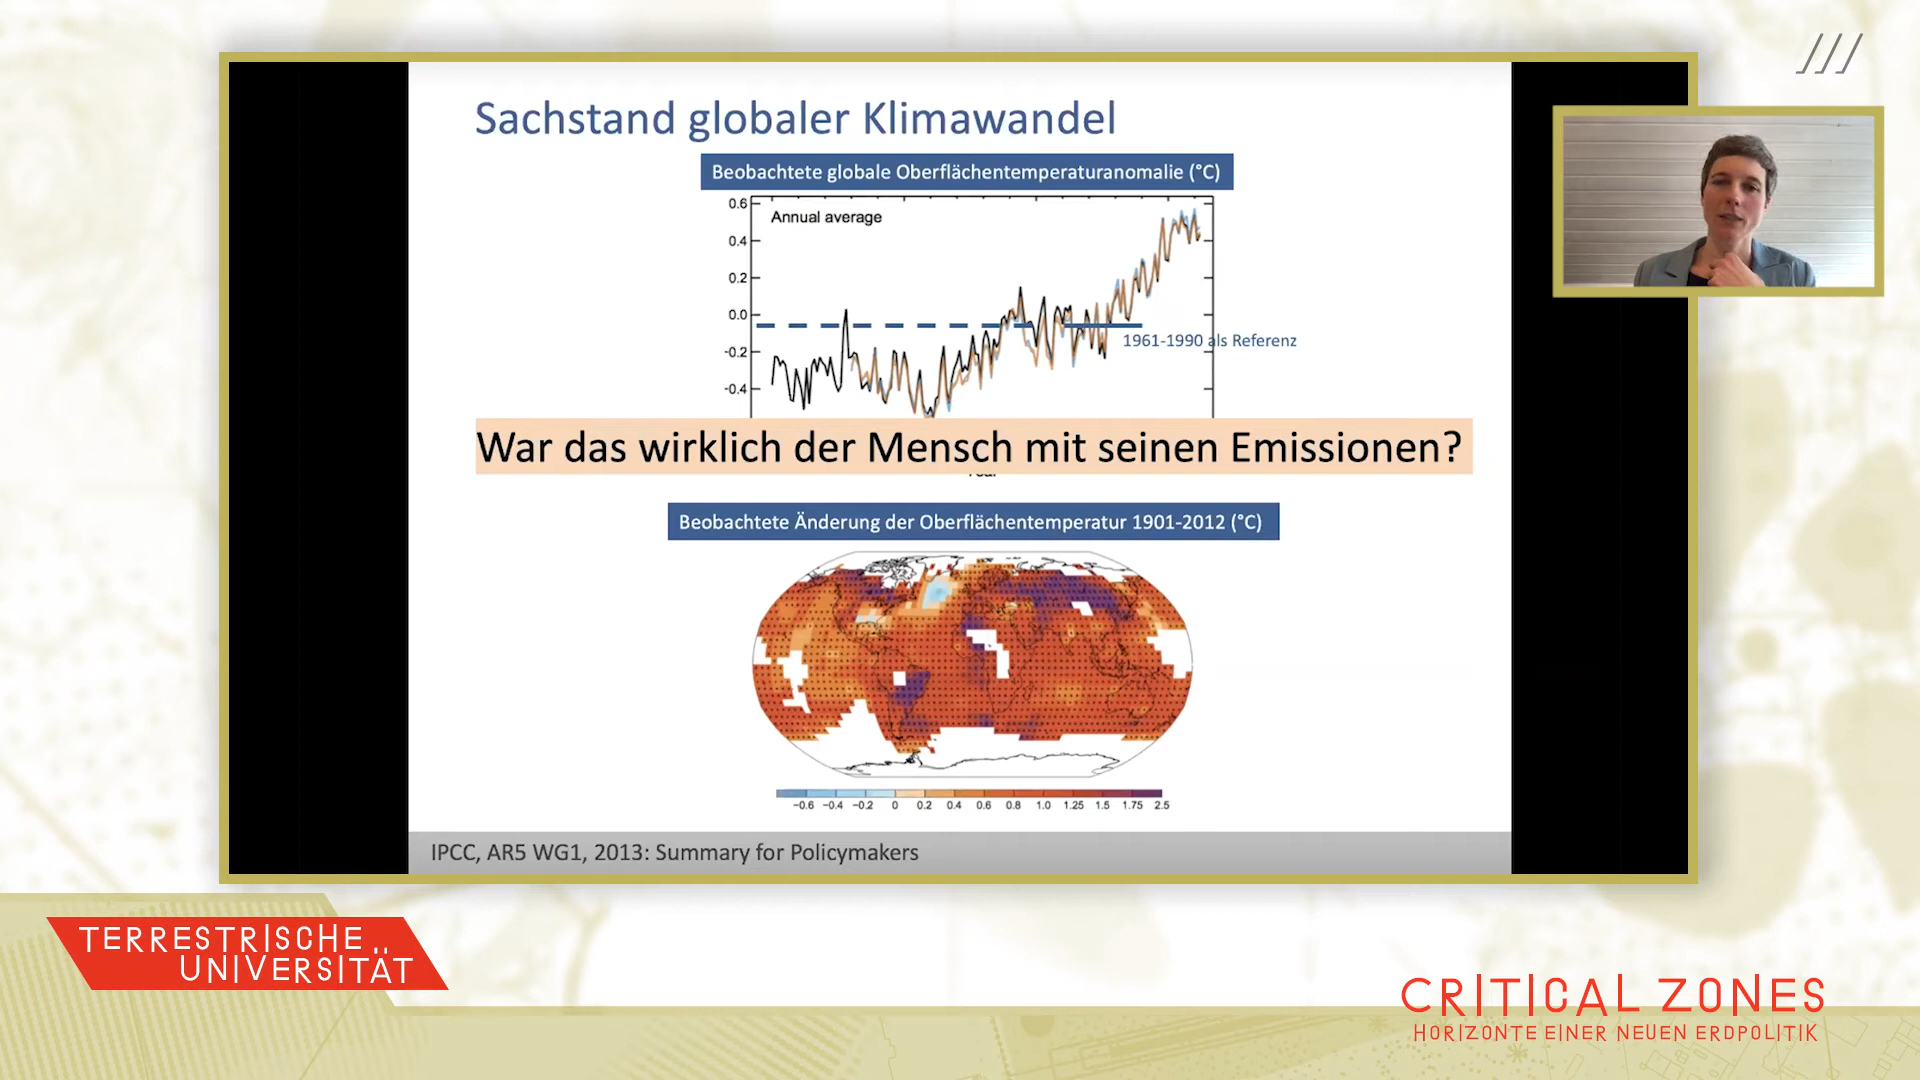 Sachstand globaler Klimawandel
Beobachtete globale Oberflächentemperaturanomalie (°C)
Annual average
0.6
0.4
0.2
0.0
-0.2
-0.4
1961-1990 als Referenz
War das wirklich der Mensch mit seinen Emissionen?
Beobachtete Änderung der Oberflächentemperatur 1901-2012 (°C)
−0.6 −0.4 −0.2 0 0.2 0.4 0.6 0.8 1.0 1.25 1.5 1.75 2.5
IPCC, AR5 WG1, 2013: Summary for Policymakers
TERRESTRISCHE
UNIVERSITÄT
CRITICAL ZONES
HORIZONTE EINER NEUEN ERDPOLITIK